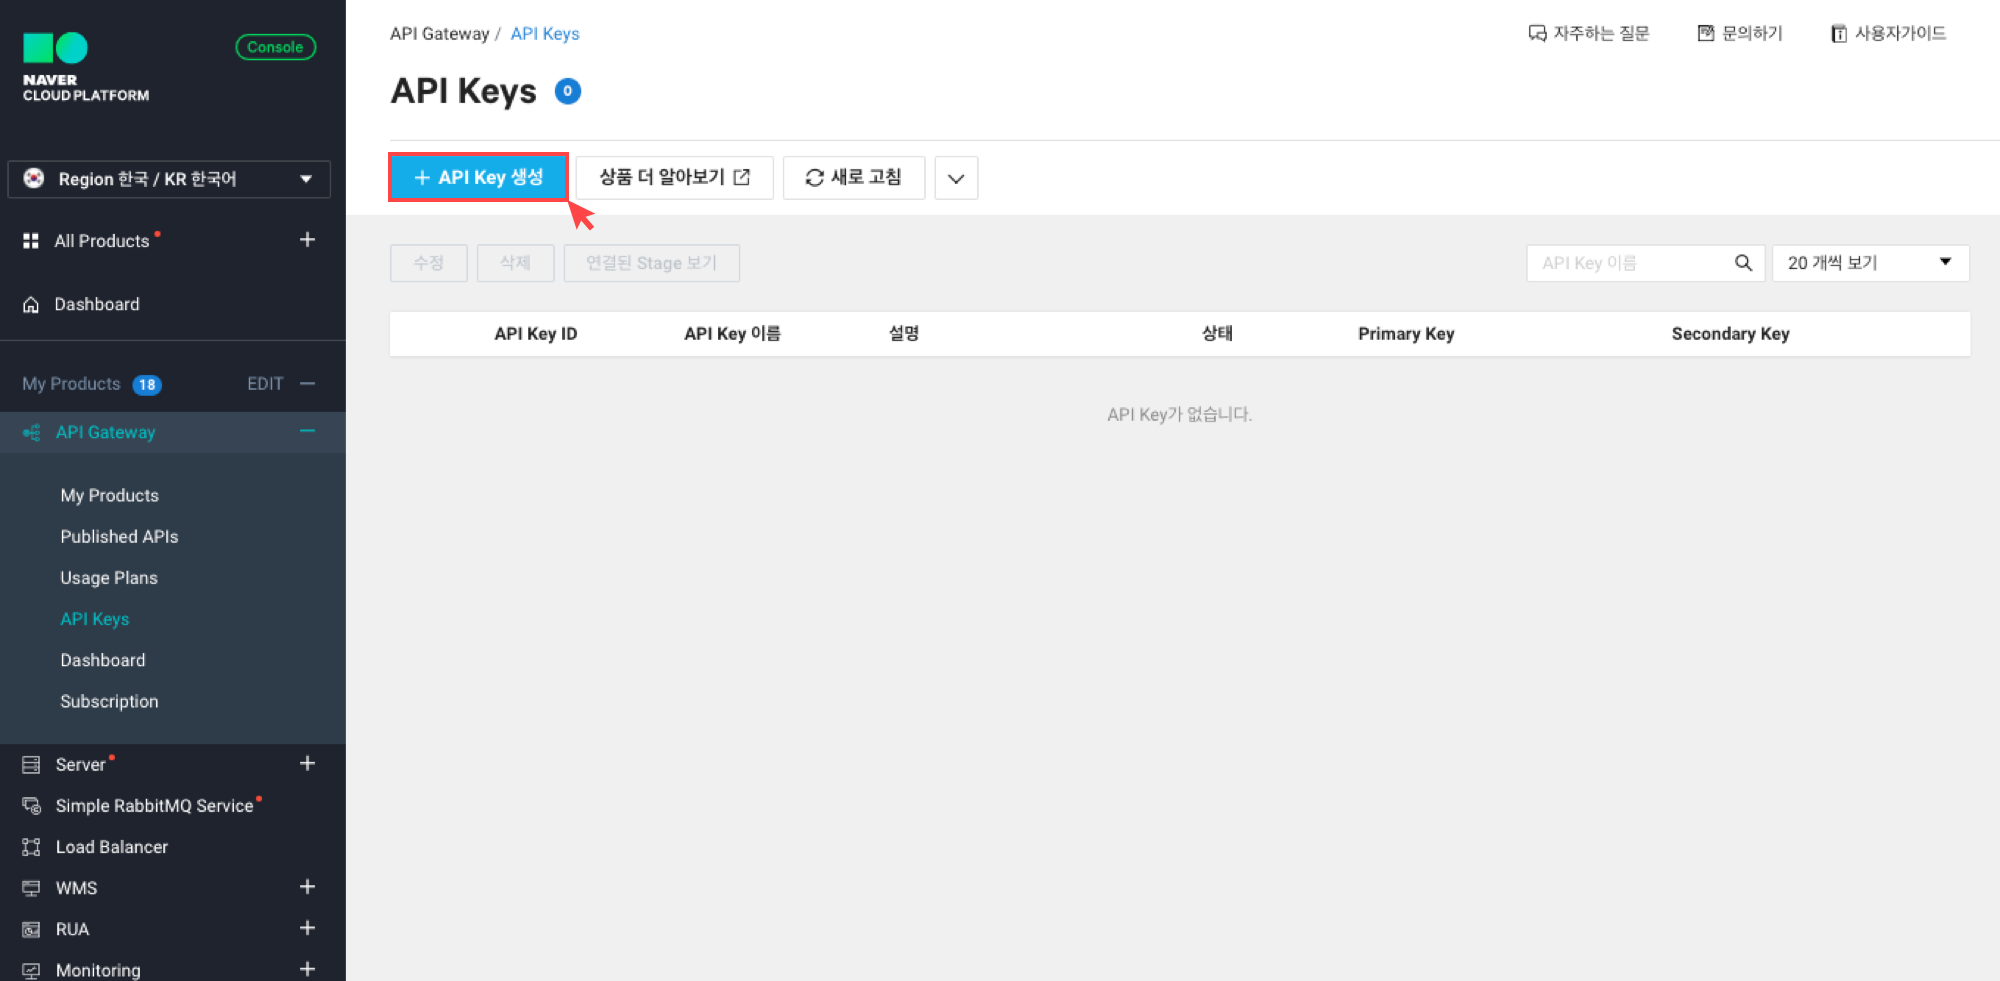 NAVER
CLOUD PLATFORM
Console
Region 한국 / KR 한국어
All Products
Dashboard
My Products 18 EDIT
API Gateway
My Products
Published APIs
Usage Plans
API Keys
Dashboard
Subscription
Server
Simple RabbitMQ Service
Load Balancer
WMS
RUA
Monitoring
API Gateway / API Keys
자주하는 질문 문의하기 사용자가이드
API Keys 0
+ API Key 생성 상품 더 알아보기 새로 고침
수정 삭제 연결된 Stage 보기 API Key 이름 20 개씩 보기
API Key ID API Key 이름 설명 상태 Primary Key Secondary Key
API Key가 없습니다.